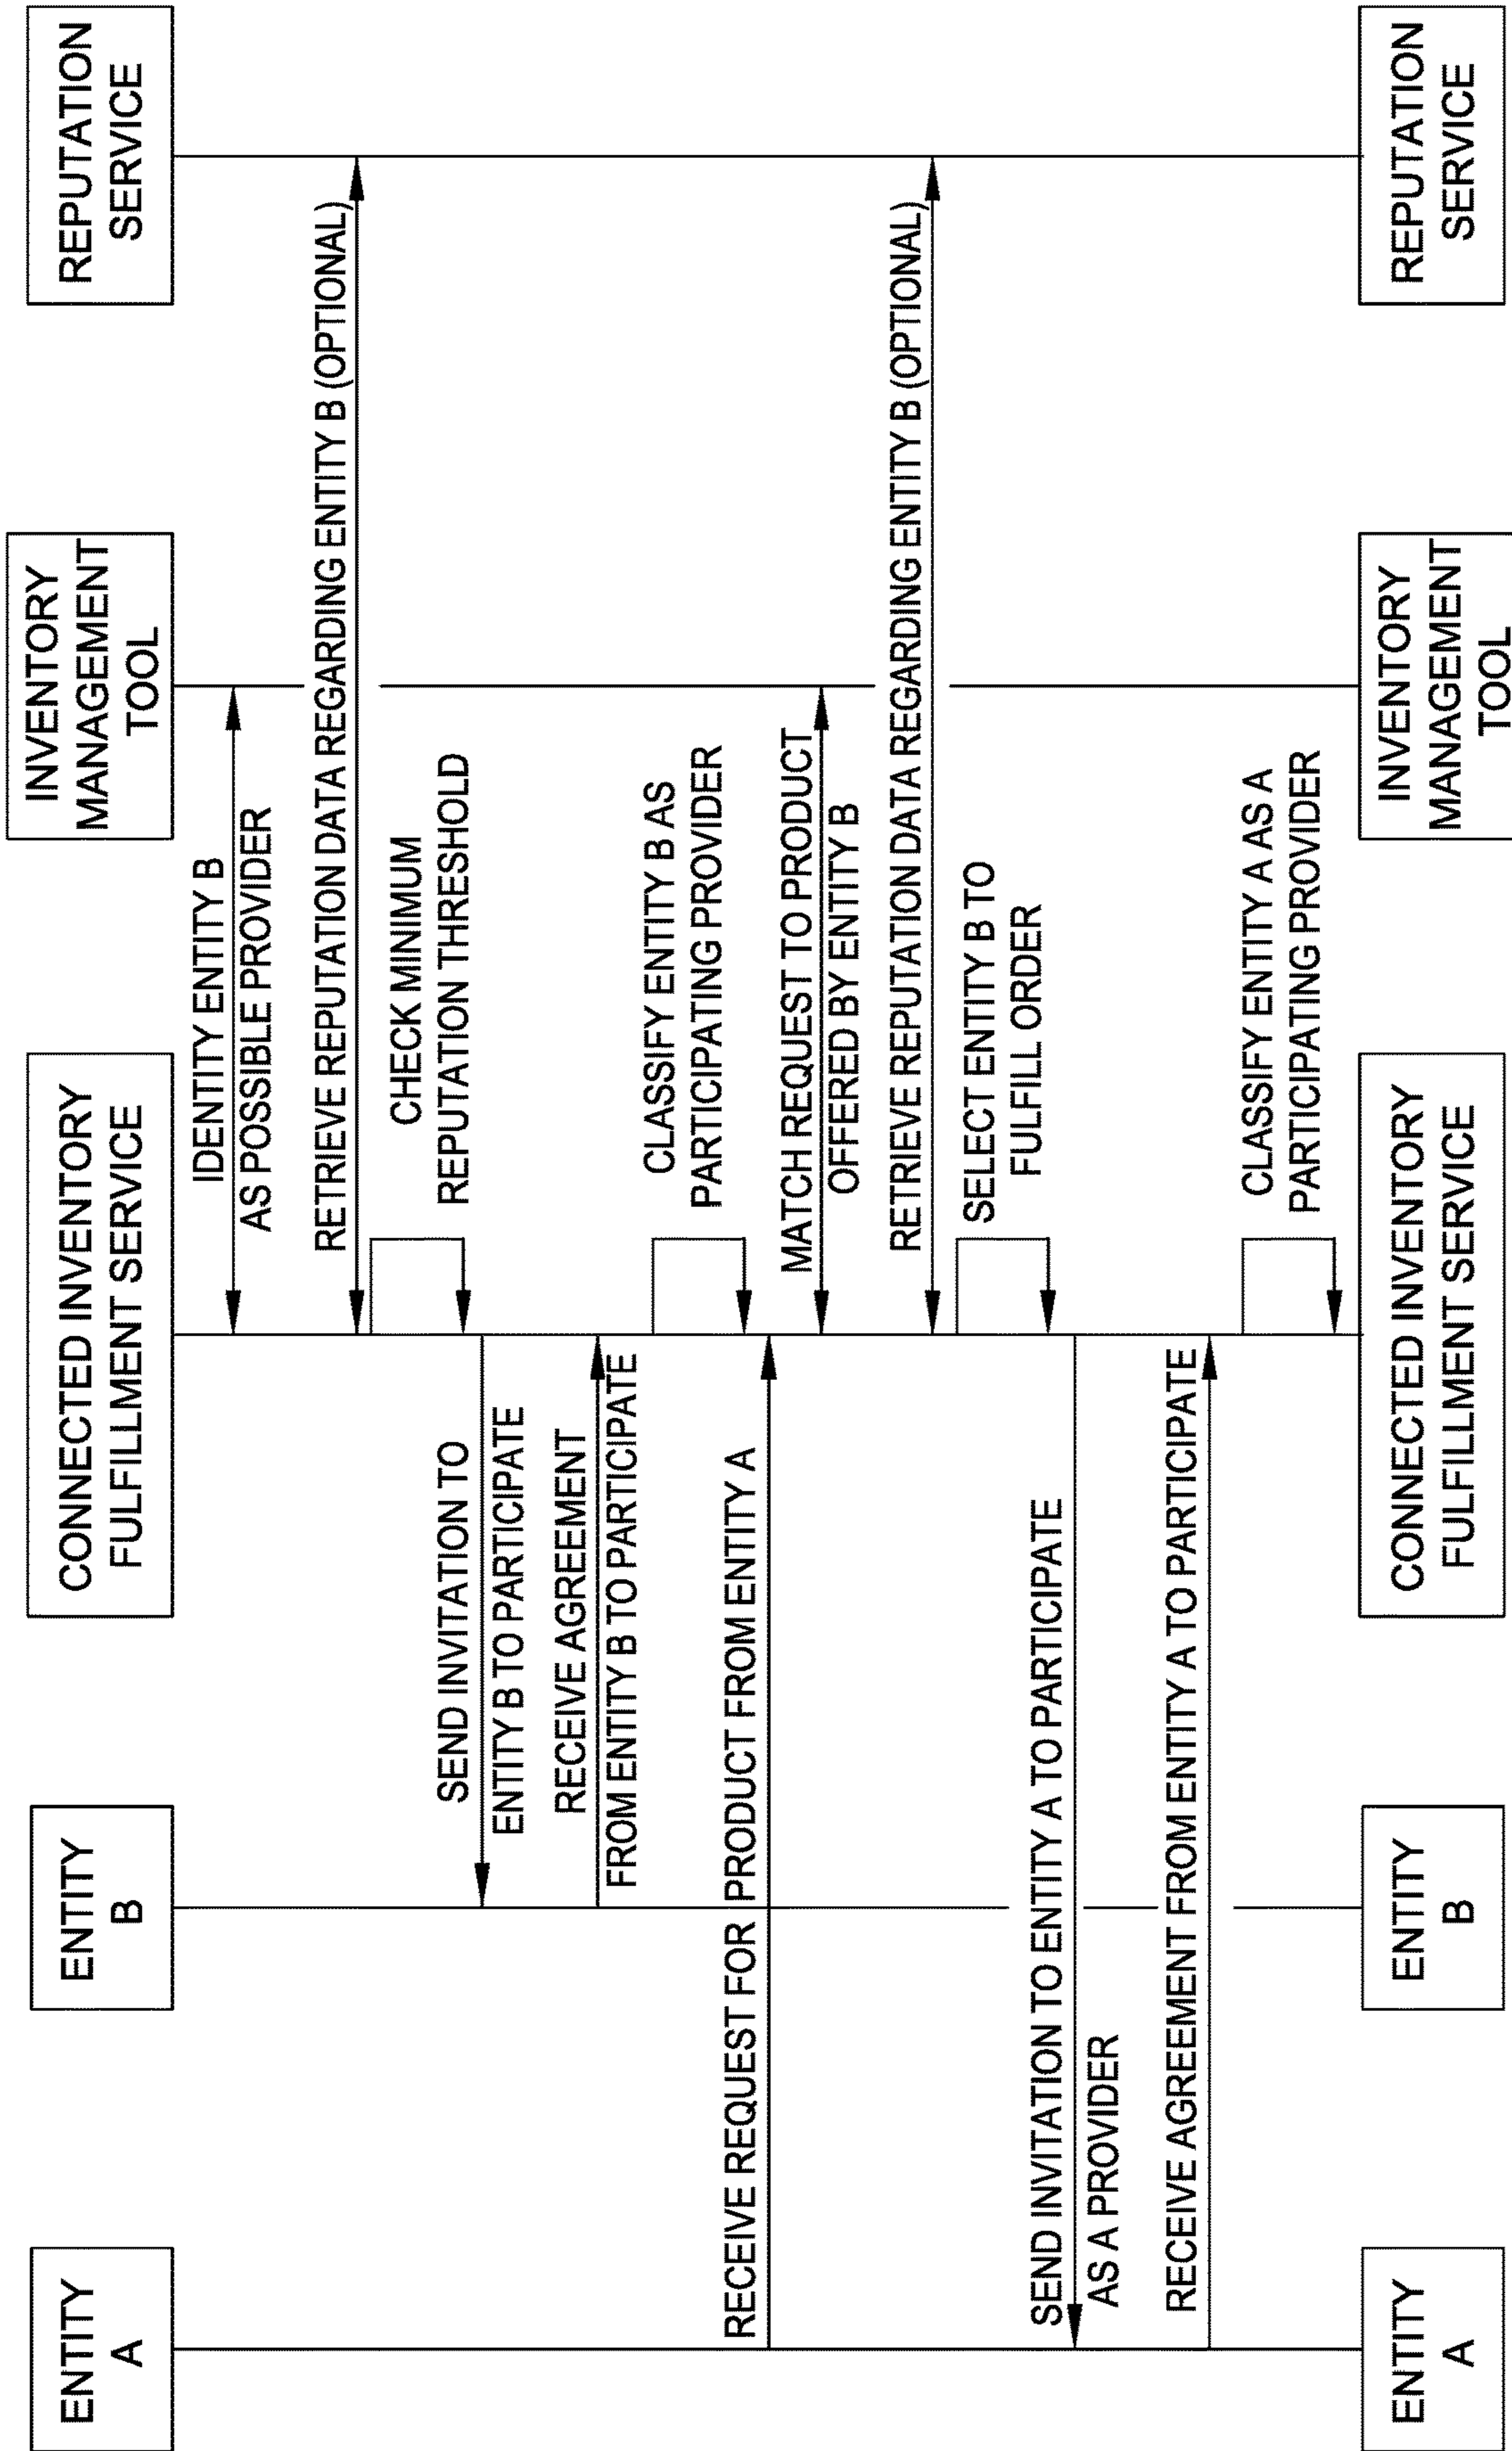 ENTITY
A
ENTITY
B
CONNECTED INVENTORY
FULFILLMENT SERVICE
INVENTORY
MANAGEMENT
TOOL
REPUTATION
SERVICE
IDENTITY ENTITY B
AS POSSIBLE PROVIDER
RETRIEVE REPUTATION DATA REGARDING ENTITY B (OPTIONAL)
CHECK MINIMUM
REPUTATION THRESHOLD
SEND INVITATION TO
ENTITY B TO PARTICIPATE
RECEIVE AGREEMENT
FROM ENTITY B TO PARTICIPATE
CLASSIFY ENTITY B AS
PARTICIPATING PROVIDER
RECEIVE REQUEST FOR PRODUCT FROM ENTITY A
MATCH REQUEST TO PRODUCT
OFFERED BY ENTITY B
RETRIEVE REPUTATION DATA REGARDING ENTITY B (OPTIONAL)
SELECT ENTITY B TO
FULFILL ORDER
SEND INVITATION TO ENTITY A TO PARTICIPATE
AS A PROVIDER
RECEIVE AGREEMENT FROM ENTITY A TO PARTICIPATE
CLASSIFY ENTITY A AS A
PARTICIPATING PROVIDER
ENTITY
A
ENTITY
B
CONNECTED INVENTORY
FULFILLMENT SERVICE
INVENTORY
MANAGEMENT
TOOL
REPUTATION
SERVICE